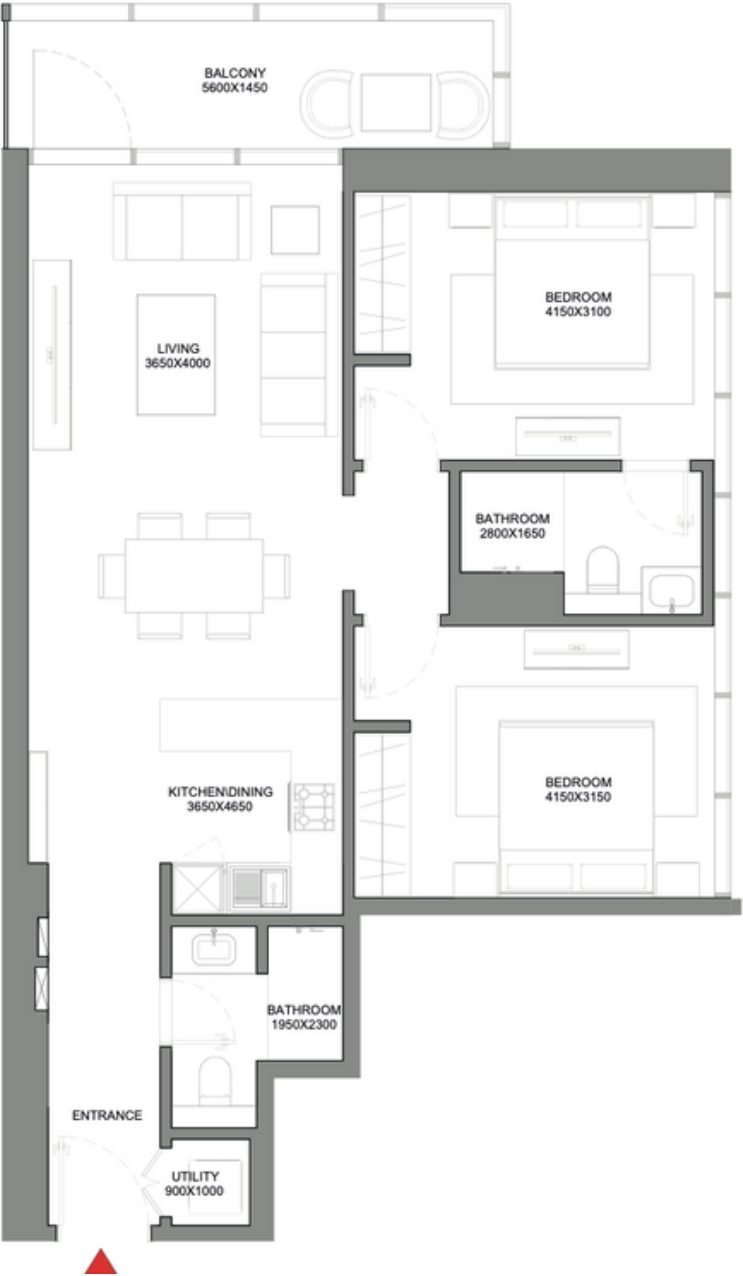 BALCONY
5600X1450
BEDROOM
4150X3100
LIVING
3650X4000
BATHROOM
2800X1650
BEDROOM
4150X3150
KITCHEN\DINING
3650X4650
BATHROOM
1950X2300
ENTRANCE
UTILITY
900X1000